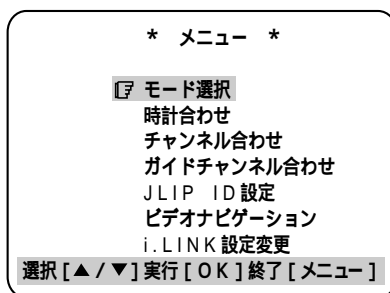 * メニュー *
☞ モード選択
時計合わせ
チャンネル合わせ
ガイドチャンネル合わせ
JLIP ID設定
ビデオナビゲーション
i.LINK設定変更
選択[▲/▼]実行[OK]終了[メニュー]